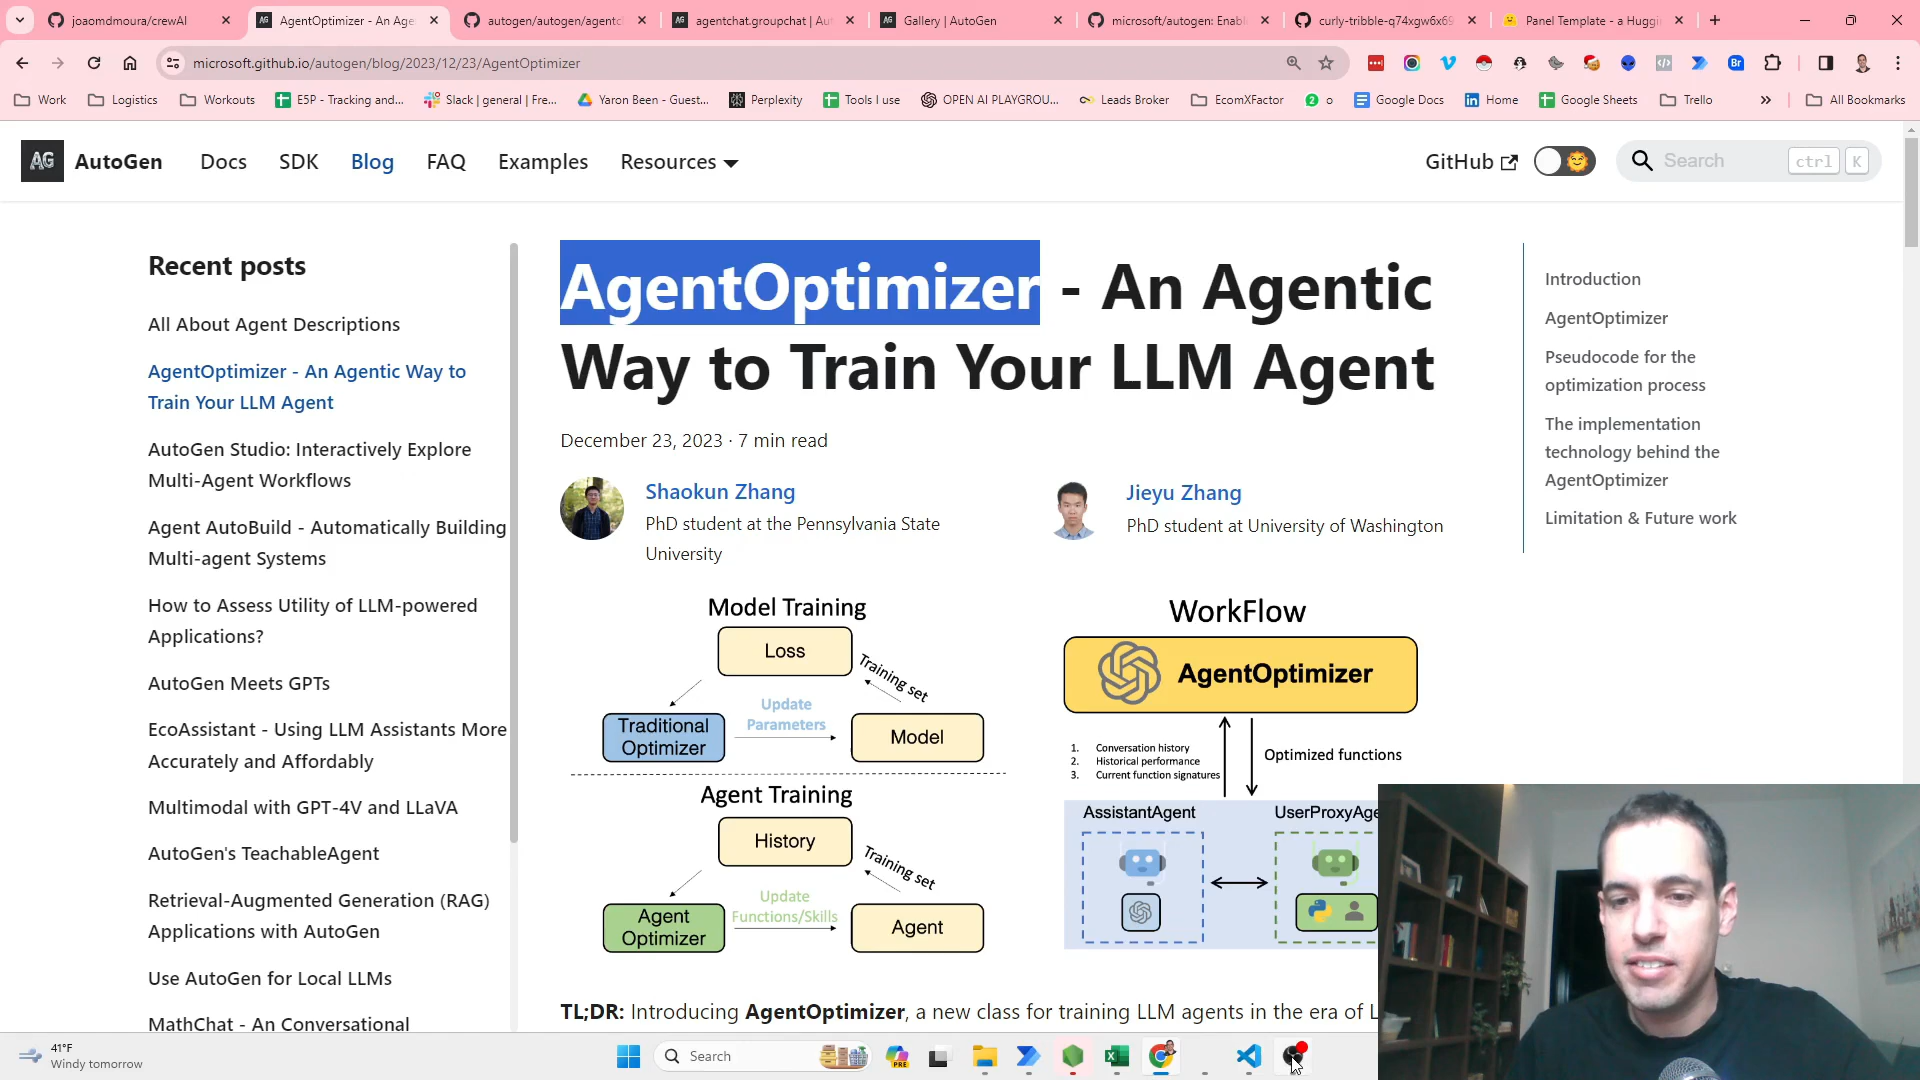 joaomdmoura/crewAI
AgentOptimizer - An Age
autogen/autogen/agentc
agentchat.groupchat | Au
Gallery | AutoGen
microsoft/autogen: Enabl
curly-tribble-q74xgw6x69
Panel Template - a Huggi
microsoft.github.io/autogen/blog/2023/12/23/AgentOptimizer
Work
Logistics
Workouts
E5P - Tracking and...
Slack | general | Fre...
Yaron Been - Guest...
Perplexity
Tools I use
OPEN AI PLAYGROU...
Leads Broker
EcomXFactor
2 o
Google Docs
Home
Google Sheets
Trello
»
All Bookmarks
AG AutoGen
Docs
SDK
Blog
FAQ
Examples
Resources
GitHub
Search
ctrl K
Recent posts
All About Agent Descriptions
AgentOptimizer - An Agentic Way to
Train Your LLM Agent
AutoGen Studio: Interactively Explore
Multi-Agent Workflows
Agent AutoBuild - Automatically Building
Multi-agent Systems
How to Assess Utility of LLM-powered
Applications?
AutoGen Meets GPTs
EcoAssistant - Using LLM Assistants More
Accurately and Affordably
Multimodal with GPT-4V and LLaVA
AutoGen's TeachableAgent
Retrieval-Augmented Generation (RAG)
Applications with AutoGen
Use AutoGen for Local LLMs
MathChat - An Conversational
AgentOptimizer - An Agentic
Way to Train Your LLM Agent
December 23, 2023 · 7 min read
Shaokun Zhang
PhD student at the Pennsylvania State
University
Jieyu Zhang
PhD student at University of Washington
Model Training
Loss
Training set
Traditional
Optimizer
Update
Parameters
Model
Agent Training
History
Training set
Agent
Optimizer
Update
Functions/Skills
Agent
WorkFlow
AgentOptimizer
1. Conversation history
2. Historical performance
3. Current function signatures
Optimized functions
AssistantAgent
UserProxyAge
TL;DR: Introducing AgentOptimizer, a new class for training LLM agents in the era of L
Introduction
AgentOptimizer
Pseudocode for the
optimization process
The implementation
technology behind the
AgentOptimizer
Limitation & Future work
41°F
Windy tomorrow
Search
PRE